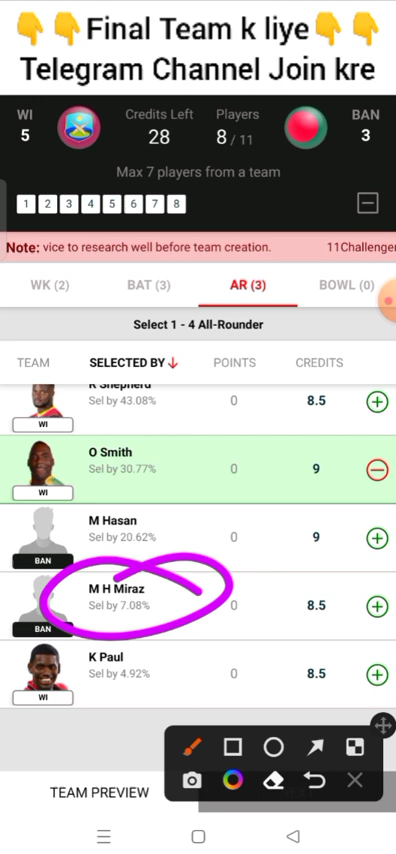 👇👇Final Team k liye👇👇
Telegram Channel Join kre
WI
5
Credits Left
28
Players
8 / 11
BAN
3
Max 7 players from a team
1 2 3 4 5 6 7 8
Note: vice to research well before team creation. 11Challenger
WK (2) BAT (3) AR (3) BOWL (0)
Select 1 - 4 All-Rounder
TEAM SELECTED BY ↓ POINTS CREDITS
R Shepherd
Sel by 43.08% 0 8.5
WI
O Smith
Sel by 30.77% 0 9
WI
M Hasan
Sel by 20.62% 0 9
BAN
M H Miraz
Sel by 7.08% 0 8.5
BAN
K Paul
Sel by 4.92% 0 8.5
WI
TEAM PREVIEW